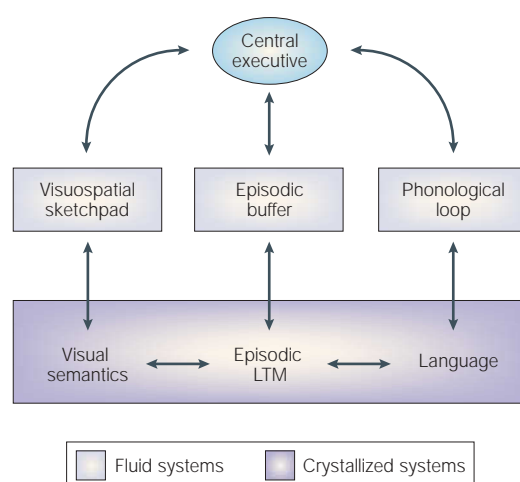 Central
executive
Visuospatial
sketchpad
Episodic
buffer
Phonological
loop
Visual
semantics
Episodic
LTM
Language
Fluid systems
Crystallized systems